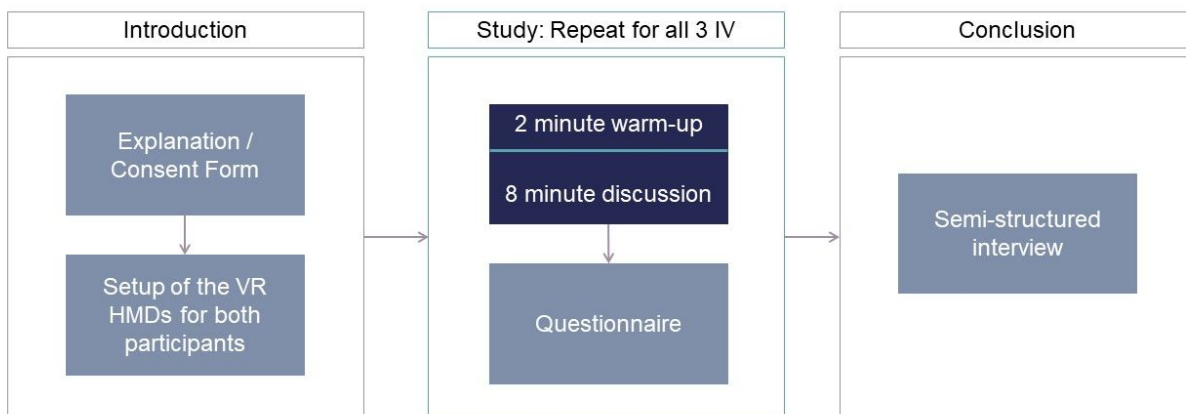 Introduction
Explanation /
Consent Form
Setup of the VR
HMDs for both
participants
Study: Repeat for all 3 IV
2 minute warm-up
8 minute discussion
Questionnaire
Conclusion
Semi-structured
interview